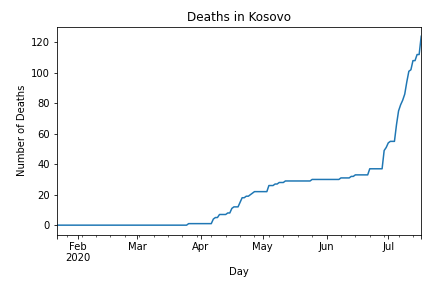 Deaths in Kosovo
120
100
80
60
40
20
0
Number of Deaths
Feb
2020
Mar
Apr
May
Jun
Jul
Day